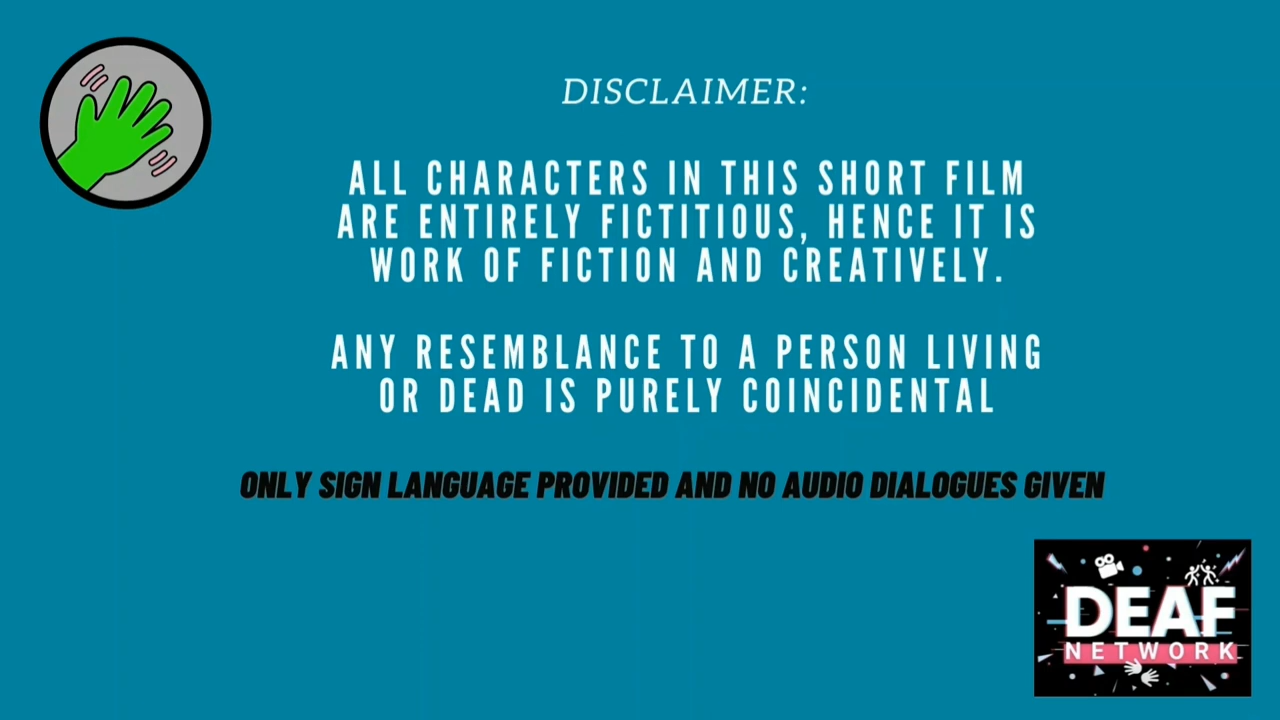 DISCLAIMER:
ALL CHARACTERS IN THIS SHORT FILM
ARE ENTIRELY FICTITIOUS, HENCE IT IS
WORK OF FICTION AND CREATIVELY.
ANY RESEMBLANCE TO A PERSON LIVING
OR DEAD IS PURELY COINCIDENTAL
ONLY SIGN LANGUAGE PROVIDED AND NO AUDIO DIALOGUES GIVEN
DEAF
NETWORK